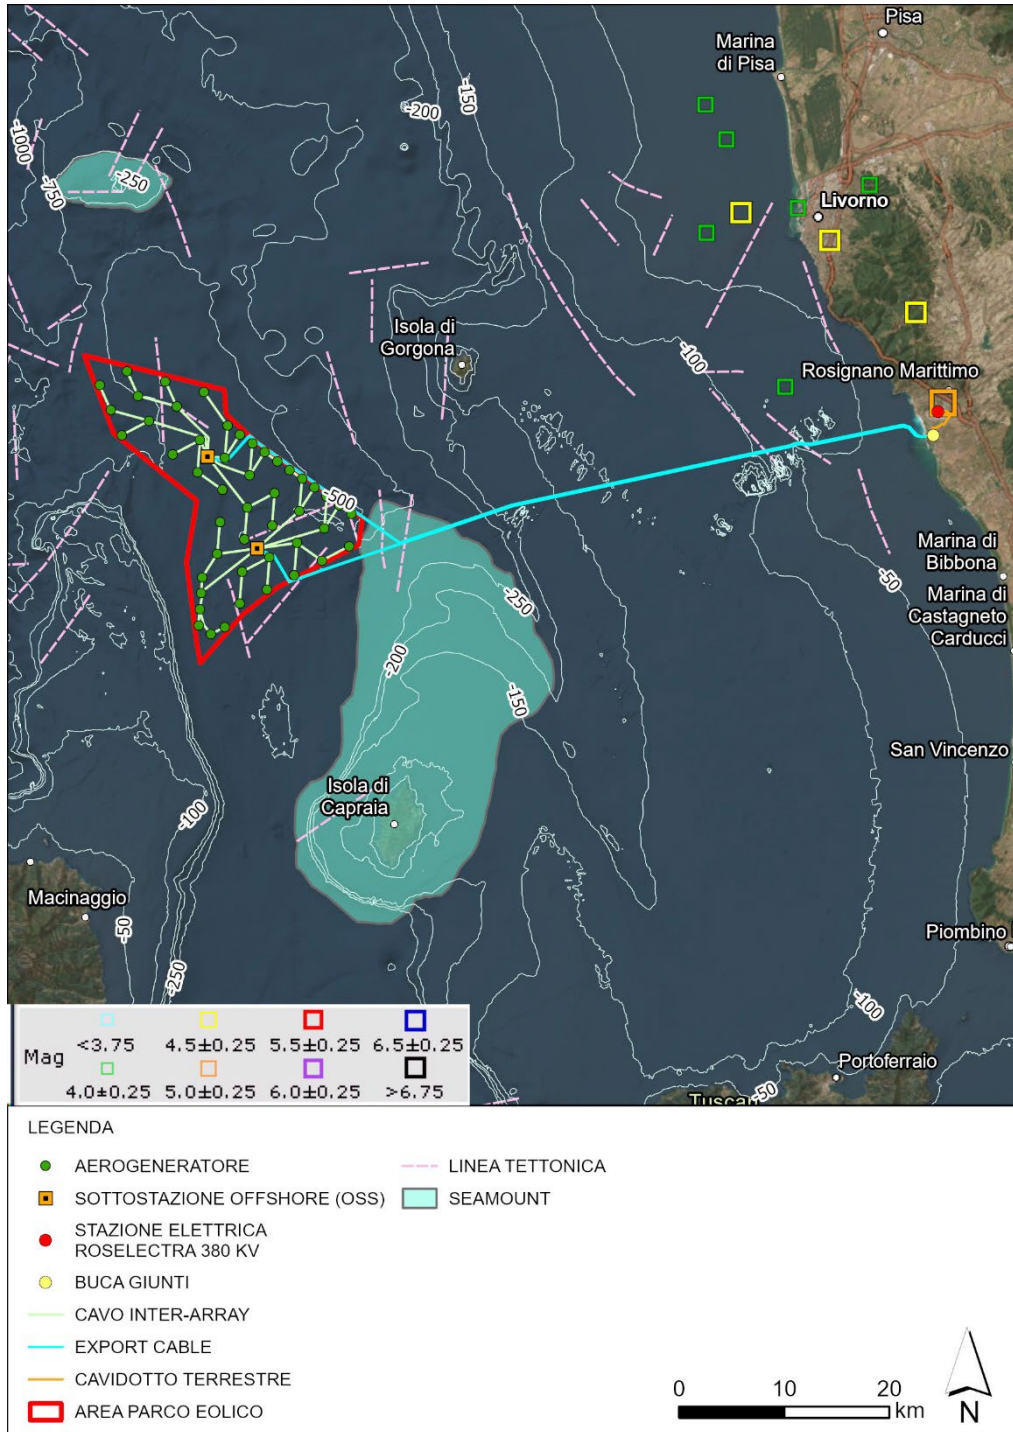 Pisa
Marina
di Pisa
-150
-200
-1000
-250
-750
Livorno
Isola di
Gorgona
-100
Rosignano Marittimo
-500
Marina di
Bibbona
-50
Marina di
Castagneto
Carducci
-250
-200
-150
San Vincenzo
Isola di
Capraia
-100
Macinaggio
-50
Piombino
-250
-100
Portoferraio
-50
Tuscan
Mag
<3.75 4.5±0.25 5.5±0.25 6.5±0.25
4.0±0.25 5.0±0.25 6.0±0.25 >6.75
LEGENDA
AEROGENERATORE
LINEA TETTONICA
SOTTOSTAZIONE OFFSHORE (OSS)
SEAMOUNT
STAZIONE ELETTRICA
ROSELECTRA 380 KV
BUCA GIUNTI
CAVO INTER-ARRAY
EXPORT CABLE
CAVIDOTTO TERRESTRE
AREA PARCO EOLICO
0 10 20
km
N